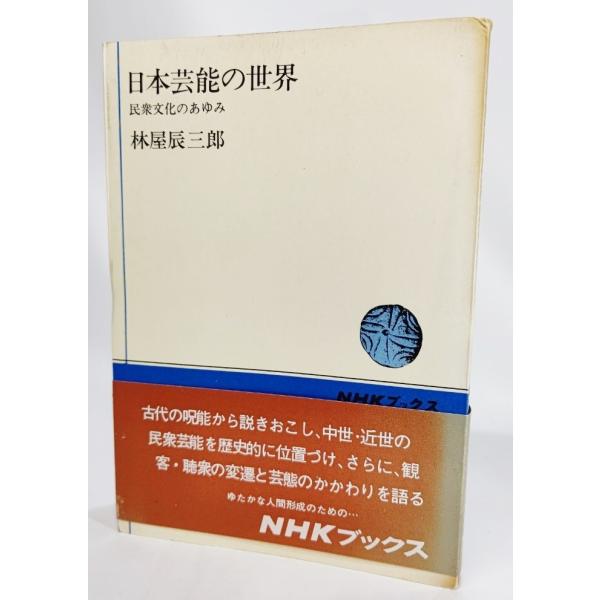 日本芸能の世界
民衆文化のあゆみ
林屋辰三郎
NHKブックス
古代の呪能から説きおこし、中世・近世の
民衆芸能を歴史的に位置づけ、さらに、観
客・聴衆の変遷と芸態のかかわりを語る
ゆたかな人間形成のための…
NHKブックス